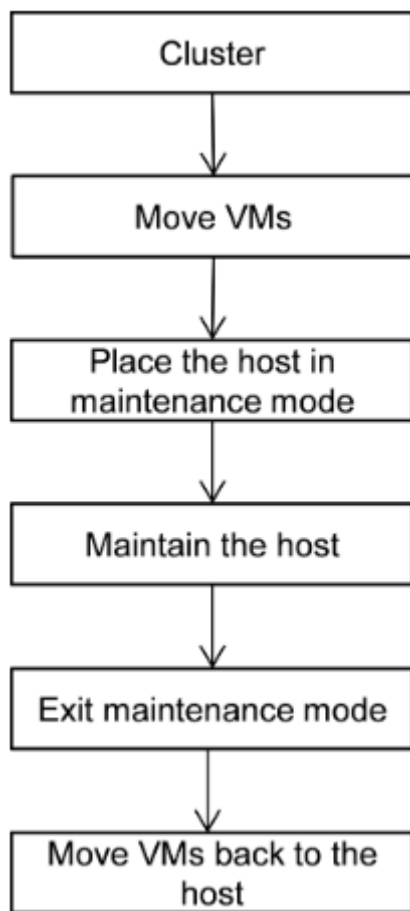 Cluster
Move VMs
Place the host in
maintenance mode
Maintain the host
Exit maintenance mode
Move VMs back to the
host